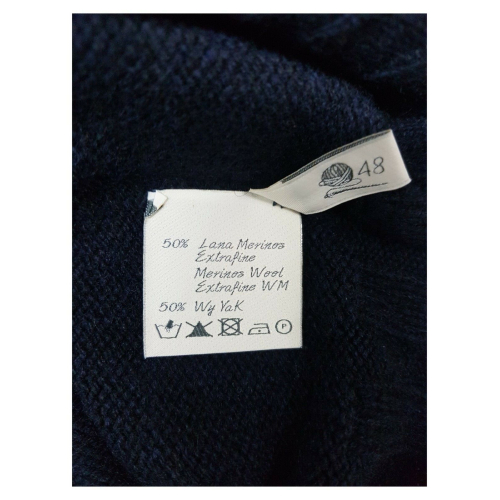 48
50% Lana Merinos
Extrafine
Merinos Wool
Extrafine WM
50% Wy Yak
P